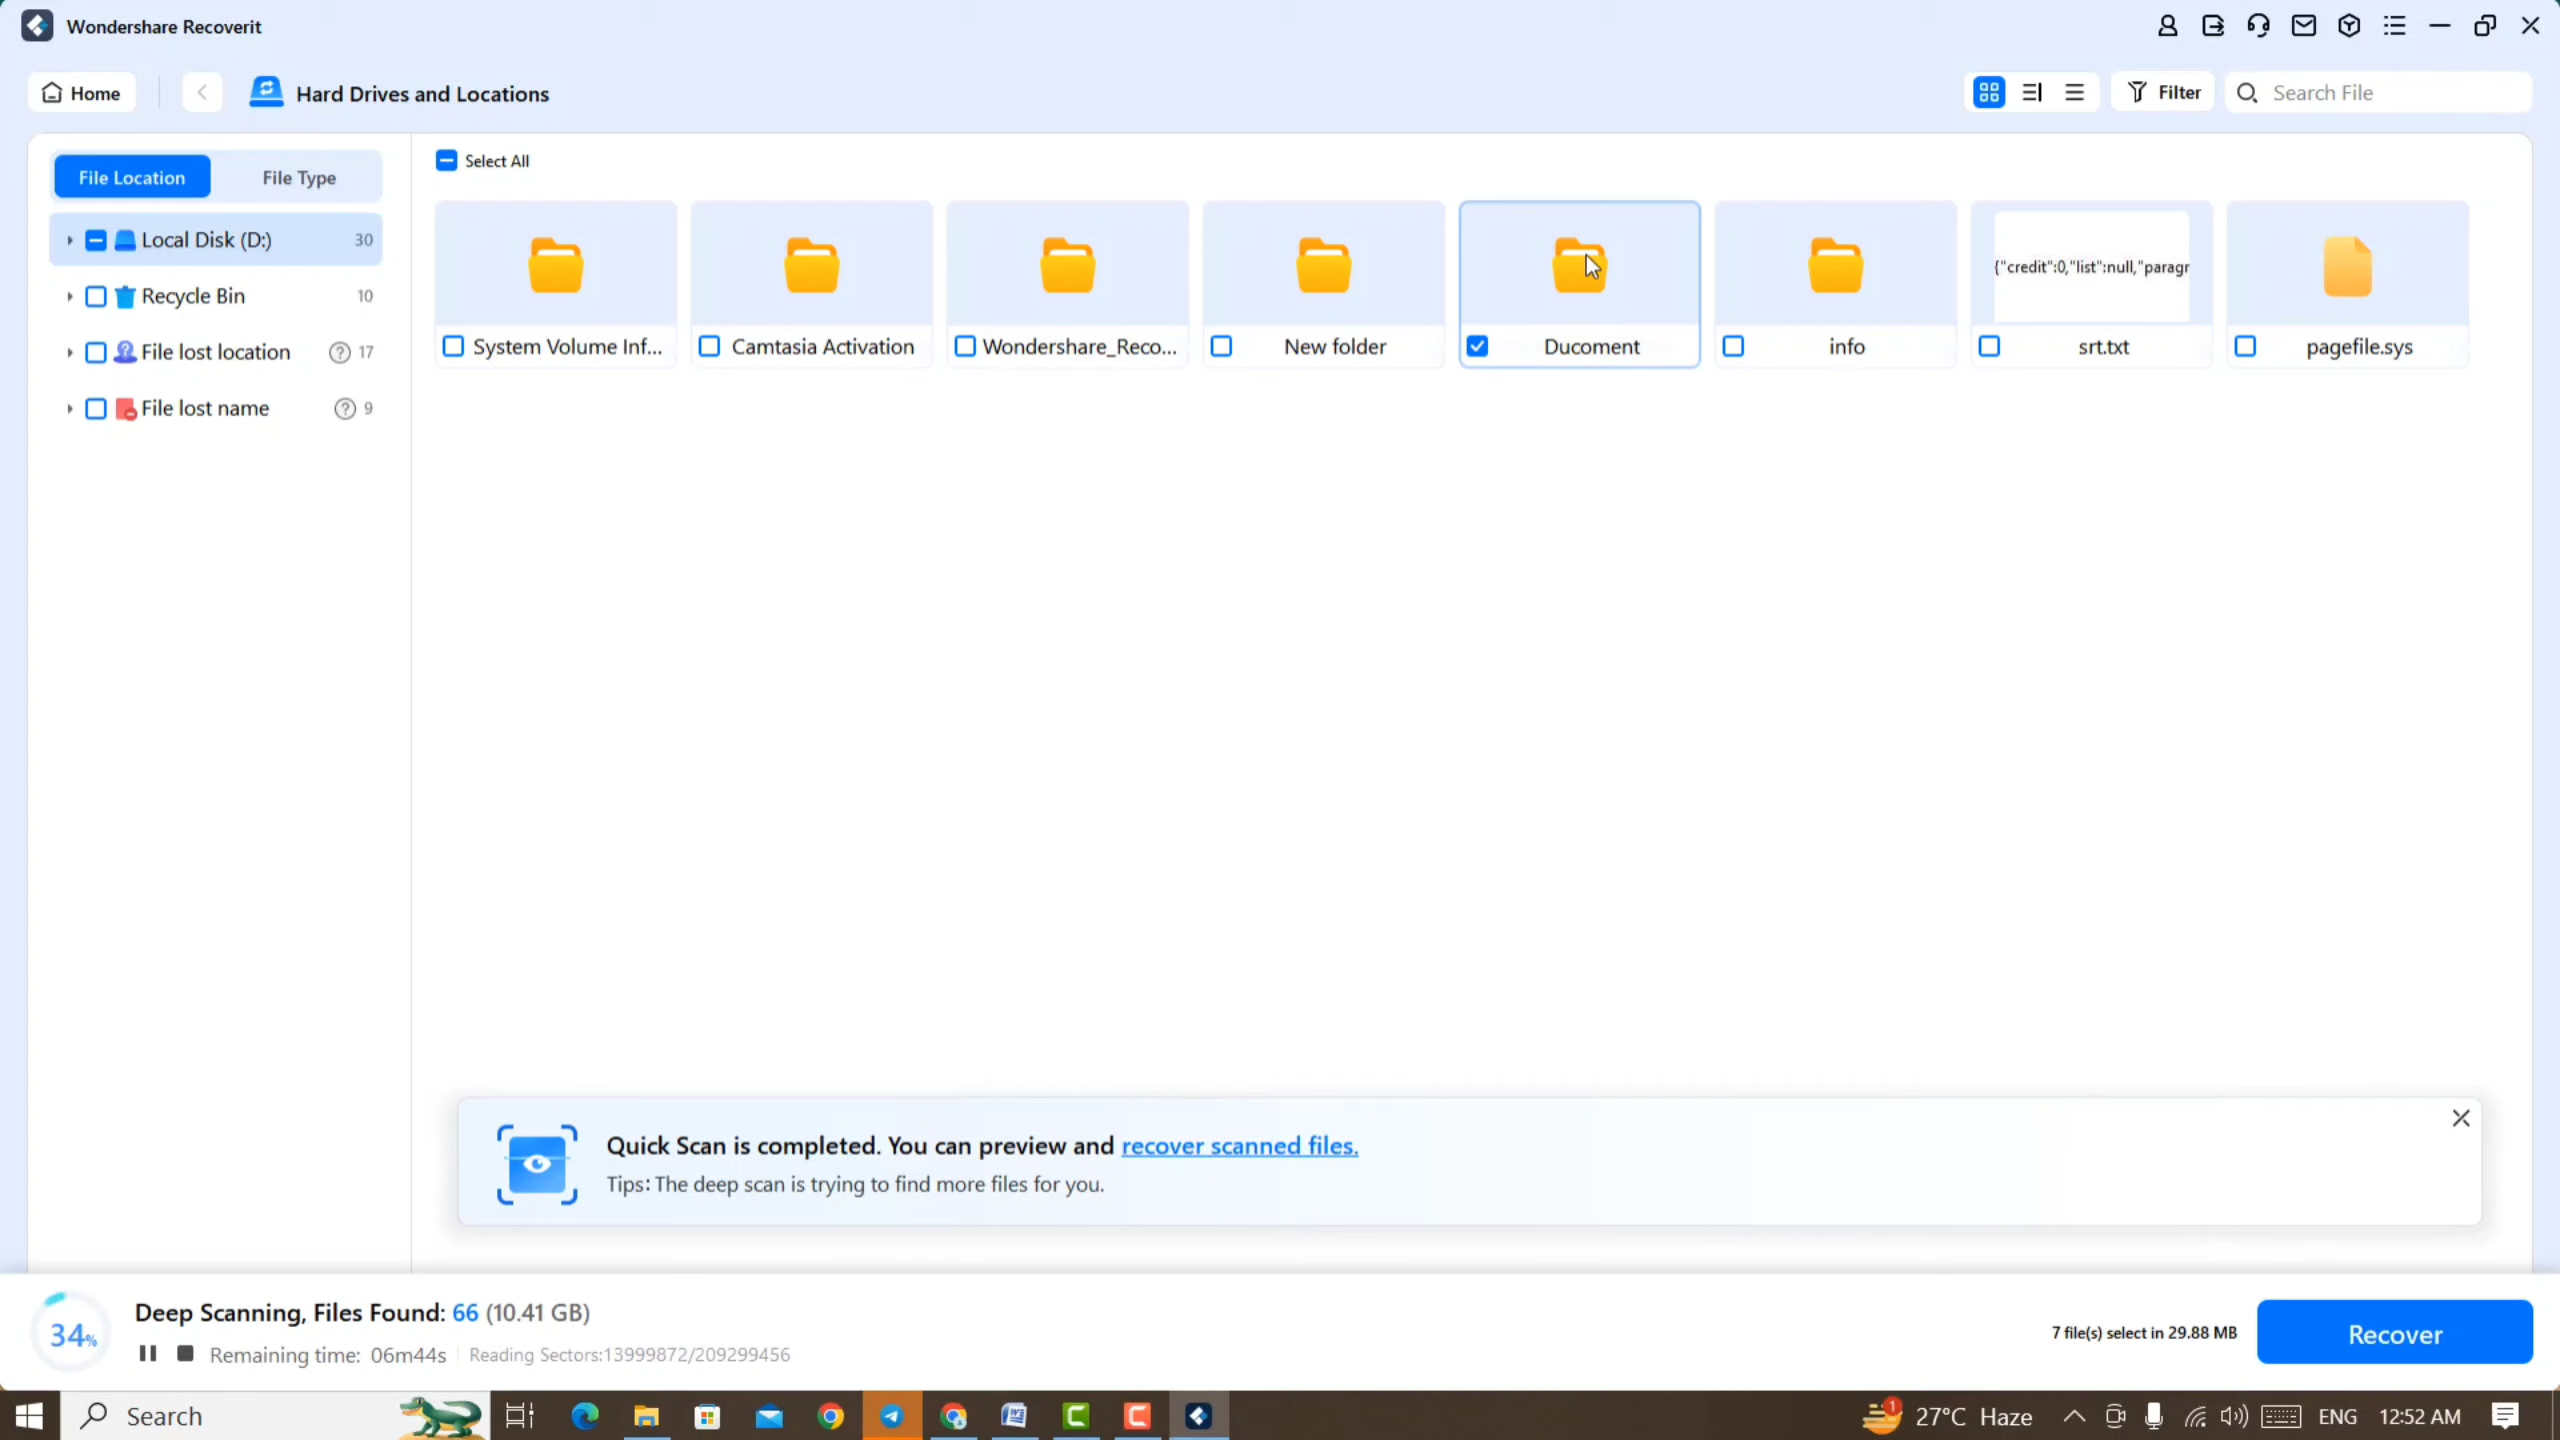 Wondershare Recoverit
Home
Hard Drives and Locations
Filter
Search File
File Location
File Type
Select All
Local Disk (D:)
30
Recycle Bin
10
File lost location
17
File lost name
9
{"credit":0,"list":null,"paragr
System Volume Inf...
Camtasia Activation
Wondershare_Reco...
New folder
Ducoment
info
srt.txt
pagefile.sys
Quick Scan is completed. You can preview and recover scanned files.
Tips: The deep scan is trying to find more files for you.
34%
Deep Scanning, Files Found: 66 (10.41 GB)
Remaining time: 06m44s
Reading Sectors:13999872/209299456
7 file(s) select in 29.88 MB
Recover
Search
1
27°C Haze
ENG
12:52 AM